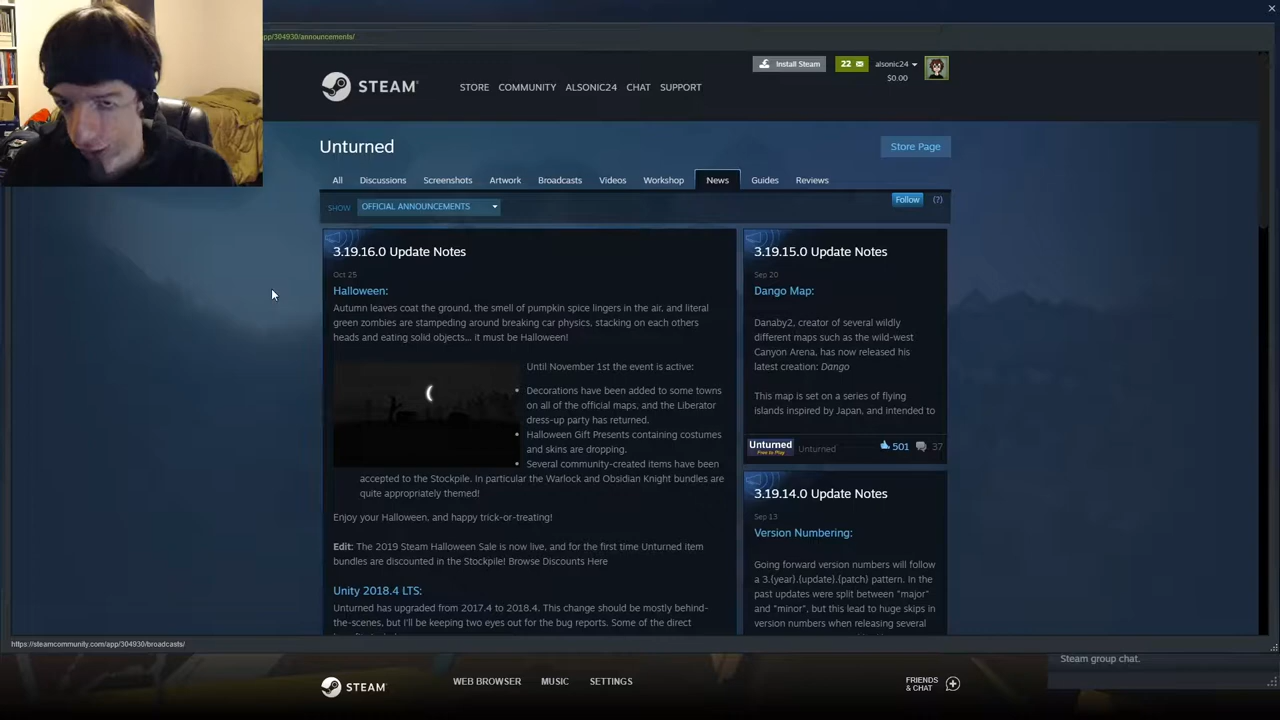 app/304930/announcements/
STEAM
STORE
COMMUNITY
ALSONIC24
CHAT
SUPPORT
Install Steam
22
alsonic24
$0.00
Unturned
Store Page
All
Discussions
Screenshots
Artwork
Broadcasts
Videos
Workshop
News
Guides
Reviews
SHOW
OFFICIAL ANNOUNCEMENTS
Follow
(?)
3.19.16.0 Update Notes
Oct 25
Halloween:
Autumn leaves coat the ground, the smell of pumpkin spice lingers in the air, and literal
green zombies are stampeding around breaking car physics, stacking on each others
heads and eating solid objects... it must be Halloween!
Until November 1st the event is active:
Decorations have been added to some towns
on all of the official maps, and the Liberator
dress-up party has returned.
Halloween Gift Presents containing costumes
and skins are dropping.
Several community-created items have been
accepted to the Stockpile. In particular the Warlock and Obsidian Knight bundles are
quite appropriately themed!
Enjoy your Halloween, and happy trick-or-treating!
Edit: The 2019 Steam Halloween Sale is now live, and for the first time Unturned item
bundles are discounted in the Stockpile! Browse Discounts Here
Unity 2018.4 LTS:
Unturned has upgraded from 2017.4 to 2018.4. This change should be mostly behind-
the-scenes, but I'll be keeping two eyes out for the bug reports. Some of the direct
3.19.15.0 Update Notes
Sep 20
Dango Map:
Danaby2, creator of several wildly
different maps such as the wild-west
Canyon Arena, has now released his
latest creation: Dango
This map is set on a series of flying
islands inspired by Japan, and intended to
Unturned
Free to Play
Unturned
501
37
3.19.14.0 Update Notes
Sep 13
Version Numbering:
Going forward version numbers will follow
a 3.{year}.{update}.{patch} pattern. In the
past updates were split between "major"
and "minor", but this lead to huge skips in
version numbers when releasing several
https://steamcommunity.com/app/304930/broadcasts/
Steam group chat.
STEAM
WEB BROWSER
MUSIC
SETTINGS
FRIENDS
& CHAT